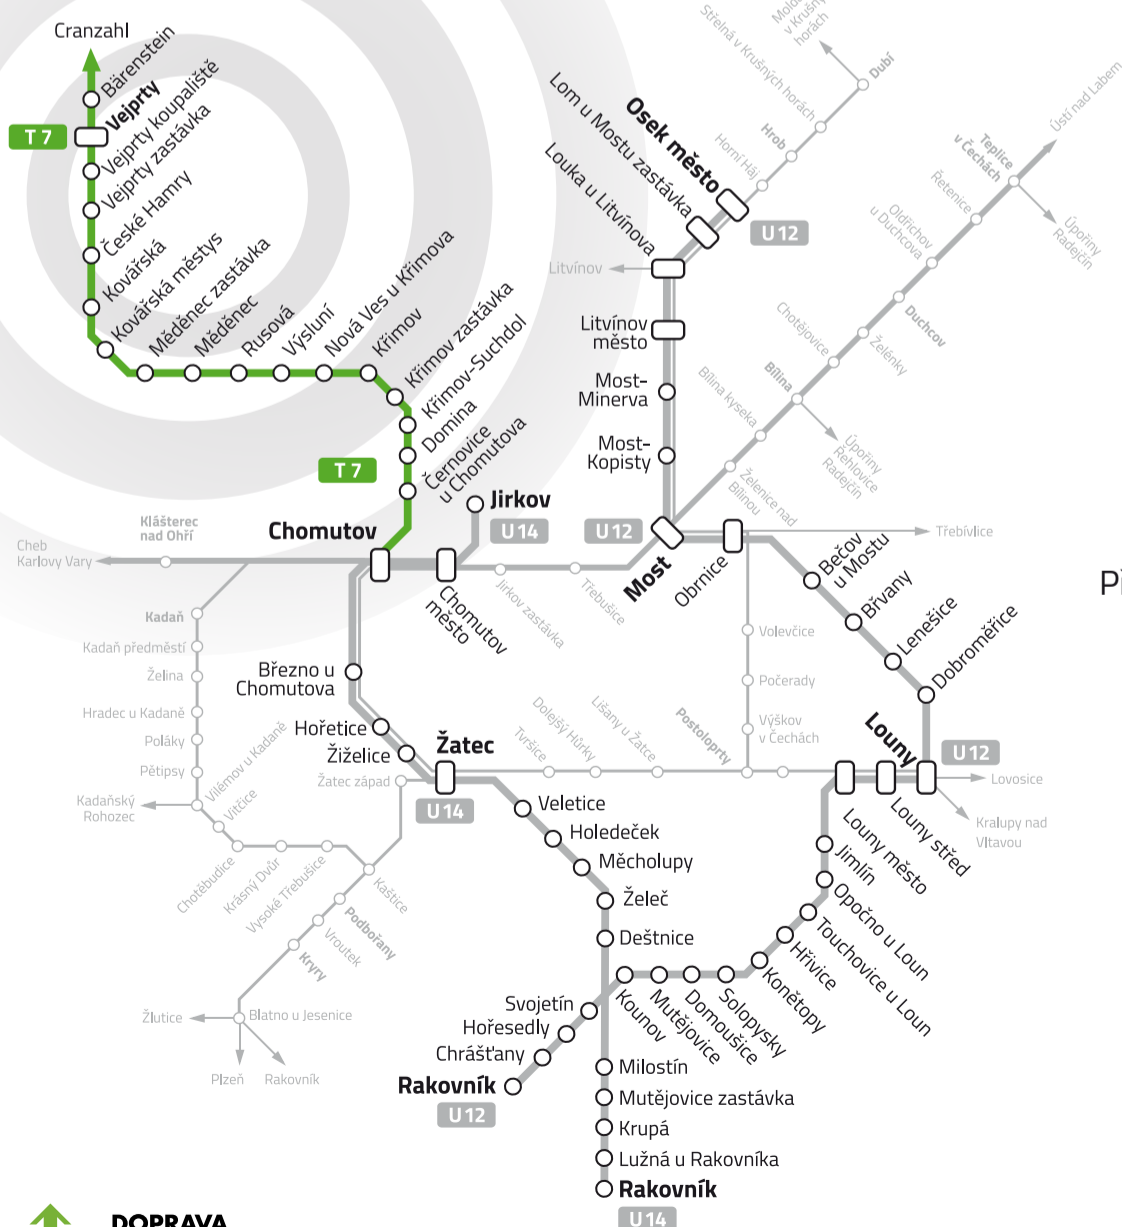 Cranzahl
Bärenstein
Vejprty
T 7
Vejprty koupaliště
Vejprty zastávka
České Hamry
Kovářská
Kovářská městys
Měděnec zastávka
Měděnec
Rusová
Výsluní
Nová Ves u Křimova
Křimov
Křimov zastávka
Křimov-Suchdol
Domina
T 7
Černovice
u Chomutova
Střelná v Krušných horách
v Krušných
horách
Dubí
Hrob
Horní Háj
Osek město
U 12
Lom u Mostu zastávka
Louka u Litvínova
Litvínov
Litvínov
město
Most-
Minerva
Most-
Kopisty
Ústí nad Labem
Teplice
v Čechách
Úpořiny
Radejčín
Řetenice
Oldřichov
u Duchcova
Duchcov
Želénky
Chotějovice
Bílina
Úpořiny
Řehlovice
Radejčín
Bílina kyselka
Želenice nad
Bílinou
Jirkov
U 14
U 12
Most
Třebívlice
Klášterec
nad Ohří
Chomutov
Cheb
Karlovy Vary
Chomutov
město
Jirkov zastávka
Třebušice
Obrnice
Bečov
u Mostu
Břvany
Lenešice
Dobroměřice
Kadaň
Kadaň předměstí
Želina
Hradec u Kadaně
Poláky
Pětipsy
Kadaňský
Rohozec
Vilémov u Kadaně
Vitčice
Chotěbudice
Krásný Dvůr
Vysoké Třebušice
Kaštice
Podbořany
Vroutek
Kryry
Blatno u Jesenice
Žlutice
Plzeň
Rakovník
Březno u
Chomutova
Hořetice
Žiželice
Žatec
Žatec západ
U 14
Volevčice
Počerady
Výškov
v Čechách
Tvršice
Dolejší Hůrky
Lišany u Žatce
Postoloprty
Louny
U 12
Lovosice
Kralupy nad
Vltavou
Louny střed
Louny město
Jimlín
Opočno u Loun
Touchovice u Loun
Hřivice
Konětopy
Solopysky
Domoušice
Mutějovice
Kounov
Svojetín
Hořesedly
Chrášťany
Rakovník
U 12
Veletice
Holedeček
Měcholupy
Želeč
Deštnice
Milostín
Mutějovice zastávka
Krupá
Lužná u Rakovníka
Rakovník
U 14
DOPRAVA